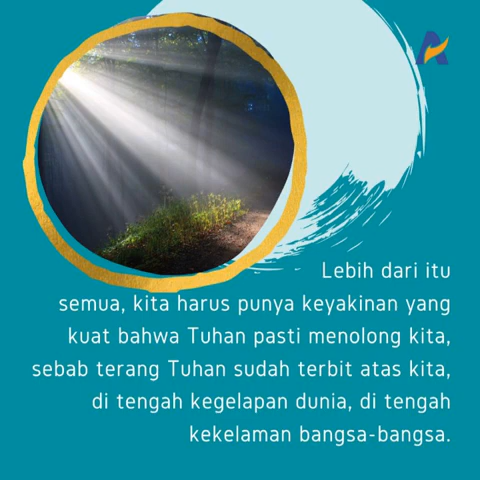 Lebih dari itu
semua, kita harus punya keyakinan yang
kuat bahwa Tuhan pasti menolong kita,
sebab terang Tuhan sudah terbit atas kita,
di tengah kegelapan dunia, di tengah
kekelaman bangsa-bangsa.